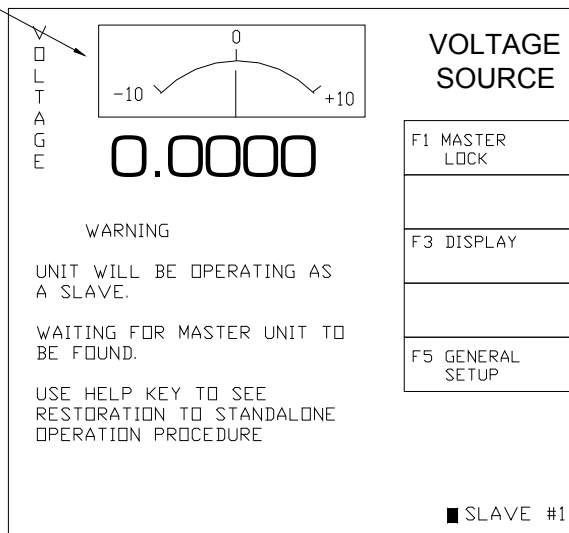 VOLTAGE
0
-10
+10
0.0000
VOLTAGE
SOURCE
F1 MASTER
LOCK
F3 DISPLAY
F5 GENERAL
SETUP
WARNING
UNIT WILL BE OPERATING AS
A SLAVE.
WAITING FOR MASTER UNIT TO
BE FOUND.
USE HELP KEY TO SEE
RESTORATION TO STANDALONE
OPERATION PROCEDURE
SLAVE #1